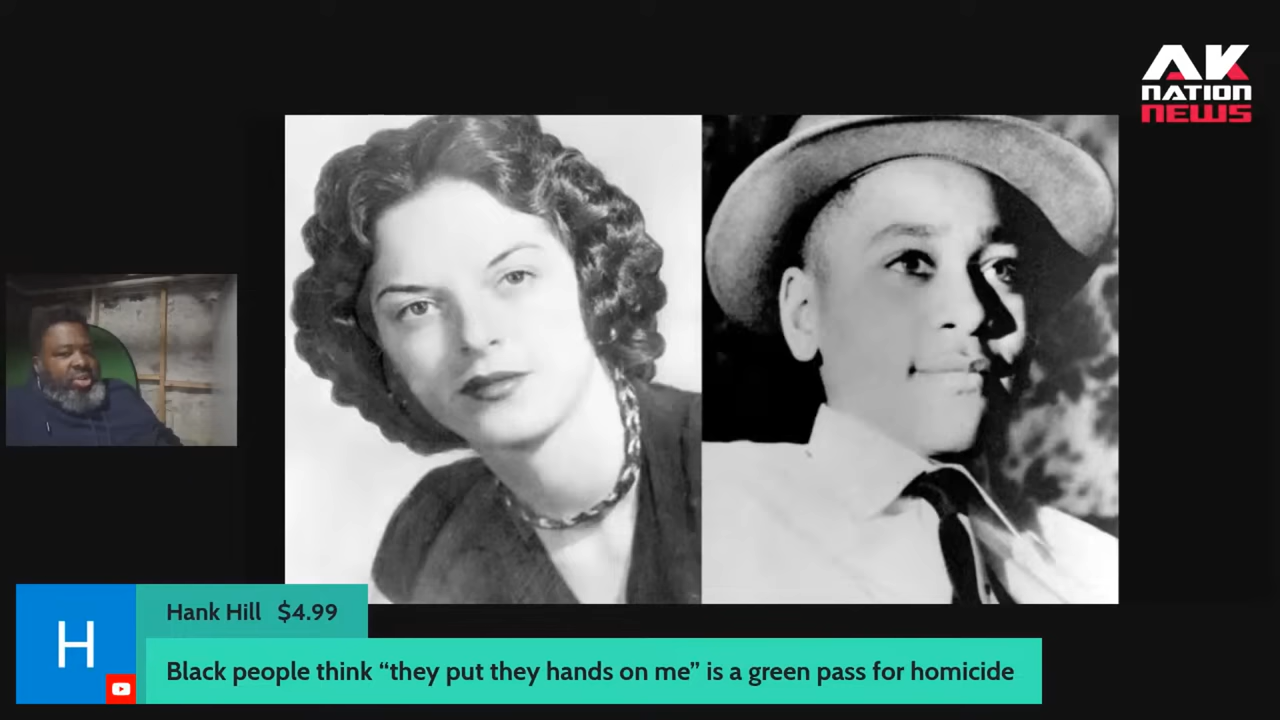 AK
NATION
NEWS
Hank Hill $4.99
H
Black people think “they put they hands on me” is a green pass for homicide